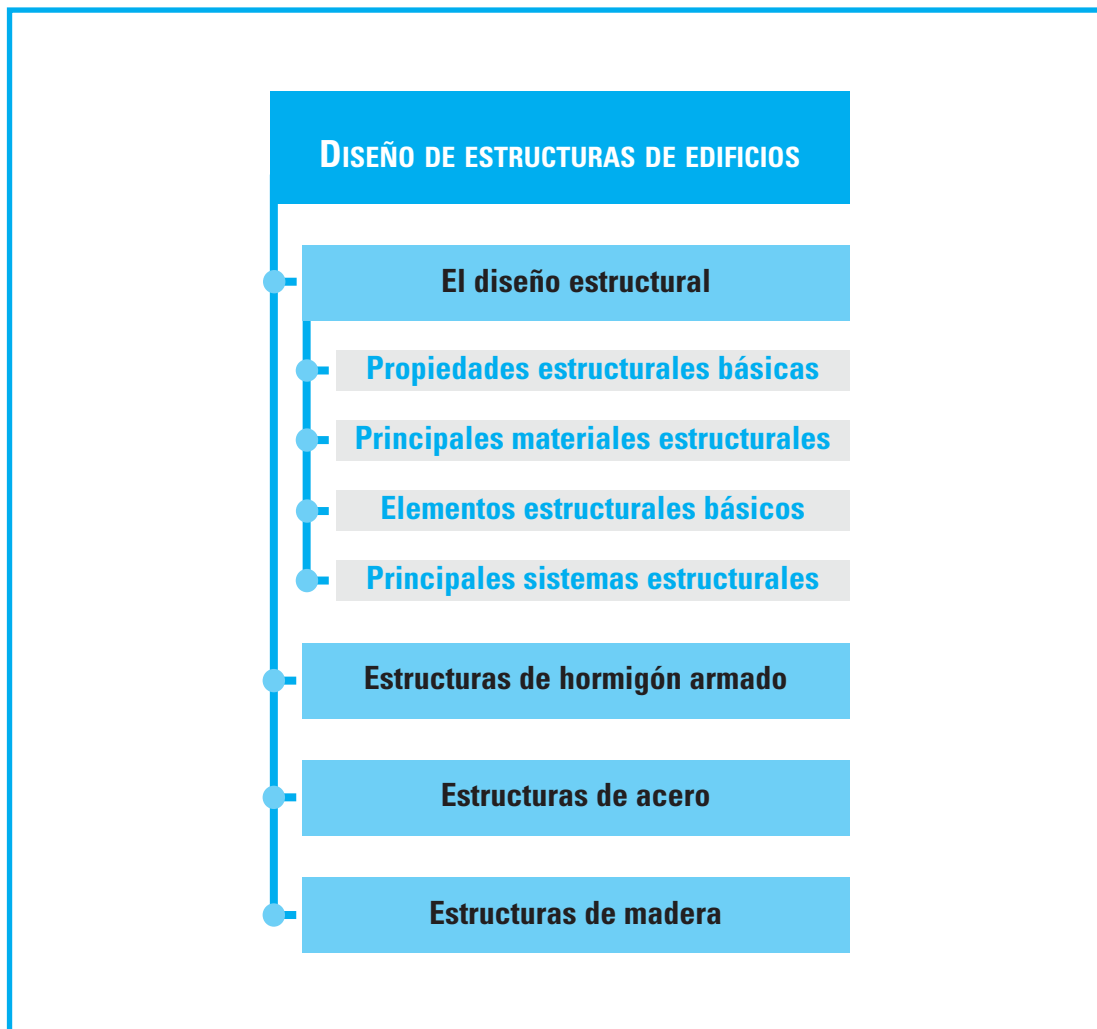 DISEÑO DE ESTRUCTURAS DE EDIFICIOS
El diseño estructural
Propiedades estructurales básicas
Principales materiales estructurales
Elementos estructurales básicos
Principales sistemas estructurales
Estructuras de hormigón armado
Estructuras de acero
Estructuras de madera